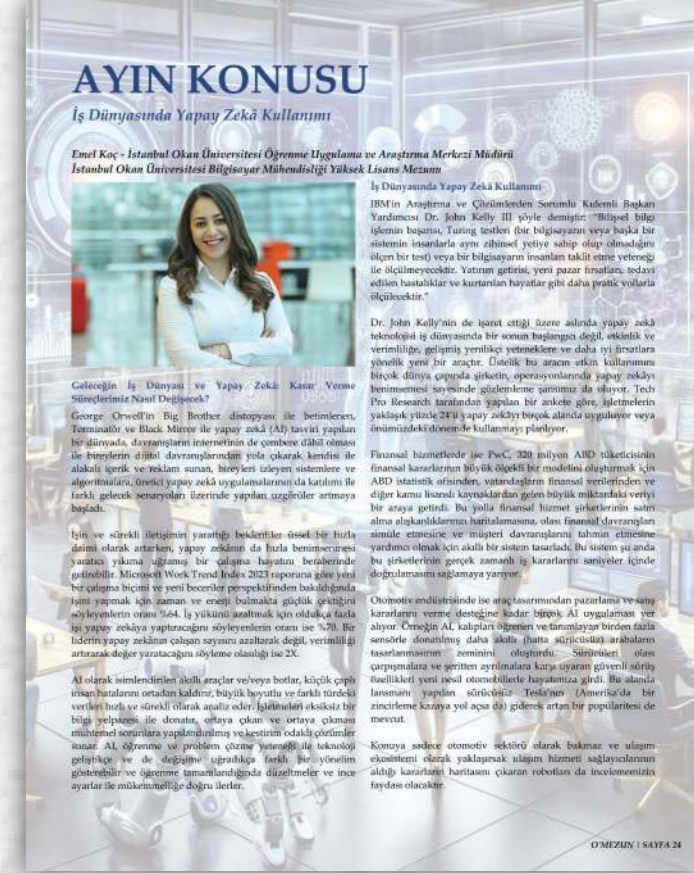 AYIN KONUSU
İş Dünyasında Yapay Zekâ Kullanımı
Emel Koç - İstanbul Okan Üniversitesi Öğrenme Uygulama ve Araştırma Merkezi Müdürü
İstanbul Okan Üniversitesi Bilgisayar Mühendisliği Yüksek Lisans Mezunu
Geleceğin İş Dünyası ve Yapay Zekâ: Karar Verme
Süreçlerimiz Nasıl Değişecek?
George Orwell'in Big Brother distopyası ile betimlenen,
Terminatör ve Black Mirror ile yapay zekâ (AI) tasviri yapılan
bir dünyada, davranışların internetinin de çembere dâhil olması
ile bireylerin dijital davranışlarından yola çıkarak kendisi ile
alakalı içerik ve reklam sunan, bireyleri izleyen sistemlere ve
algoritmalara, üretici yapay zekâ uygulamalarının da katılımı ile
farklı gelecek senaryoları üzerinde yapılan uzgörüler artmaya
başladı.
İşin ve sürekli iletişimin yarattığı beklentiler üssel bir hızla
daimi olarak artarken, yapay zekânın da hızla benimsenmesi
yaratıcı yıkıma uğramış bir çalışma hayatını beraberinde
getirebilir. Microsoft Work Trend Index 2023 raporuna göre yeni
bir çalışma biçimi ve yeni beceriler perspektifinden bakıldığında
işini yapmak için zaman ve enerji bulmakta güçlük çektiğini
söyleyenlerin oranı %64. İş yükünü azaltmak için oldukça fazla
işi yapay zekâya yaptıracağını söyleyenlerin oranı ise %70. Bir
liderin yapay zekânın çalışan sayısını azaltarak değil, verimliliği
artırarak değer yaratacağını söyleme olasılığı ise 2X.
AI olarak isimlendirilen akıllı araçlar ve/veya botlar, küçük çaplı
insan hatalarını ortadan kaldırır, büyük boyutlu ve farklı türdeki
verileri hızlı ve sürekli olarak analiz eder. İşletmeleri eksiksiz bir
bilgi yelpazesi ile donatır, ortaya çıkan ve ortaya çıkması
muhtemel sorunlara yapılandırılmış ve kestirim odaklı çözümler
sunar. AI, öğrenme ve problem çözme yeteneği ile teknoloji
geliştikçe ve de değişime uğradıkça farklı bir yönelim
gösterebilir ve öğrenme tamamlandığında düzeltmeler ve ince
ayarlar ile mükemmelliğe doğru ilerler.
İş Dünyasında Yapay Zekâ Kullanımı
IBM'in Araştırma ve Çözümlerden Sorumlu Kıdemli Başkan
Yardımcısı Dr. John Kelly III şöyle demiştir: "Bilişsel bilgi
işlemin başarısı, Turing testleri (bir bilgisayarın veya başka bir
sistemin insanlarla aynı zihinsel yetiye sahip olup olmadığını
ölçen bir test) veya bir bilgisayarın insanları taklit etme yeteneği
ile ölçülmeyecektir. Yatırım getirisi, yeni pazar fırsatları, tedavi
edilen hastalıklar ve kurtarılan hayatlar gibi daha pratik yollarla
ölçülecektir."
Dr. John Kelly'nin de işaret ettiği üzere aslında yapay zekâ
teknolojisi iş dünyasında bir sonun başlangıcı değil, etkinlik ve
verimliliğe, gelişmiş yenilikçi yeteneklere ve daha iyi fırsatlara
yönelik yeni bir araçtır. Üstelik bu aracın etkin kullanımını
birçok dünya çapında şirketin, operasyonlarında yapay zekâyı
benimsemesi sayesinde gözlemleme şansımız da oluyor. Tech
Pro Research tarafından yapılan bir ankete göre, işletmelerin
yaklaşık yüzde 24'ü yapay zekâyı birçok alanda uyguluyor veya
önümüzdeki dönemde kullanmayı planlıyor.
Finansal hizmetlerde ise PwC, 320 milyon ABD tüketicisinin
finansal kararlarının büyük ölçekli bir modelini oluşturmak için
ABD istatistik ofisinden, vatandaşların finansal verilerinden ve
diğer kamu lisanslı kaynaklardan gelen büyük miktardaki veriyi
bir araya getirdi. Bu yolla finansal hizmet şirketlerinin satın
alma alışkanlıklarının haritalamasına, olası finansal davranışları
simüle etmesine ve müşteri davranışlarını tahmin etmesine
yardımcı olmak için akıllı bir sistem tasarladı. Bu sistem şu anda
bu şirketlerinin gerçek zamanlı iş kararlarını saniyeler içinde
doğrulamasını sağlamaya yarıyor.
Otomotiv endüstrisinde ise araç tasarımından pazarlama ve satış
kararlarını verme desteğine kadar birçok AI uygulaması yer
alıyor. Örneğin AI, kalıpları öğrenen ve tanımlayan birden fazla
sensörle donatılmış daha akıllı (hatta sürücüsüz) arabaların
tasarlanmasının zeminini oluşturdu. Sürücüleri olası
çarpışmalara ve şeritten ayrılmalara karşı uyaran güvenli sürüş
özellikleri yeni nesil otomobillerle hayatımıza girdi. Bu alanda
lansmanı yapılan sürücüsüz Tesla'nın (Amerika'da bir
zincirleme kazaya yol açsa da) giderek artan bir popülaritesi de
mevcut.
Konuya sadece otomotiv sektörü olarak bakmaz ve ulaşım
ekosistemi olarak yaklaşırsak ulaşım hizmeti sağlayıcılarının
aldığı kararların haritasını çıkaran robotları da incelememizin
faydası olacaktır.
O'MEZUN | SAYFA 24